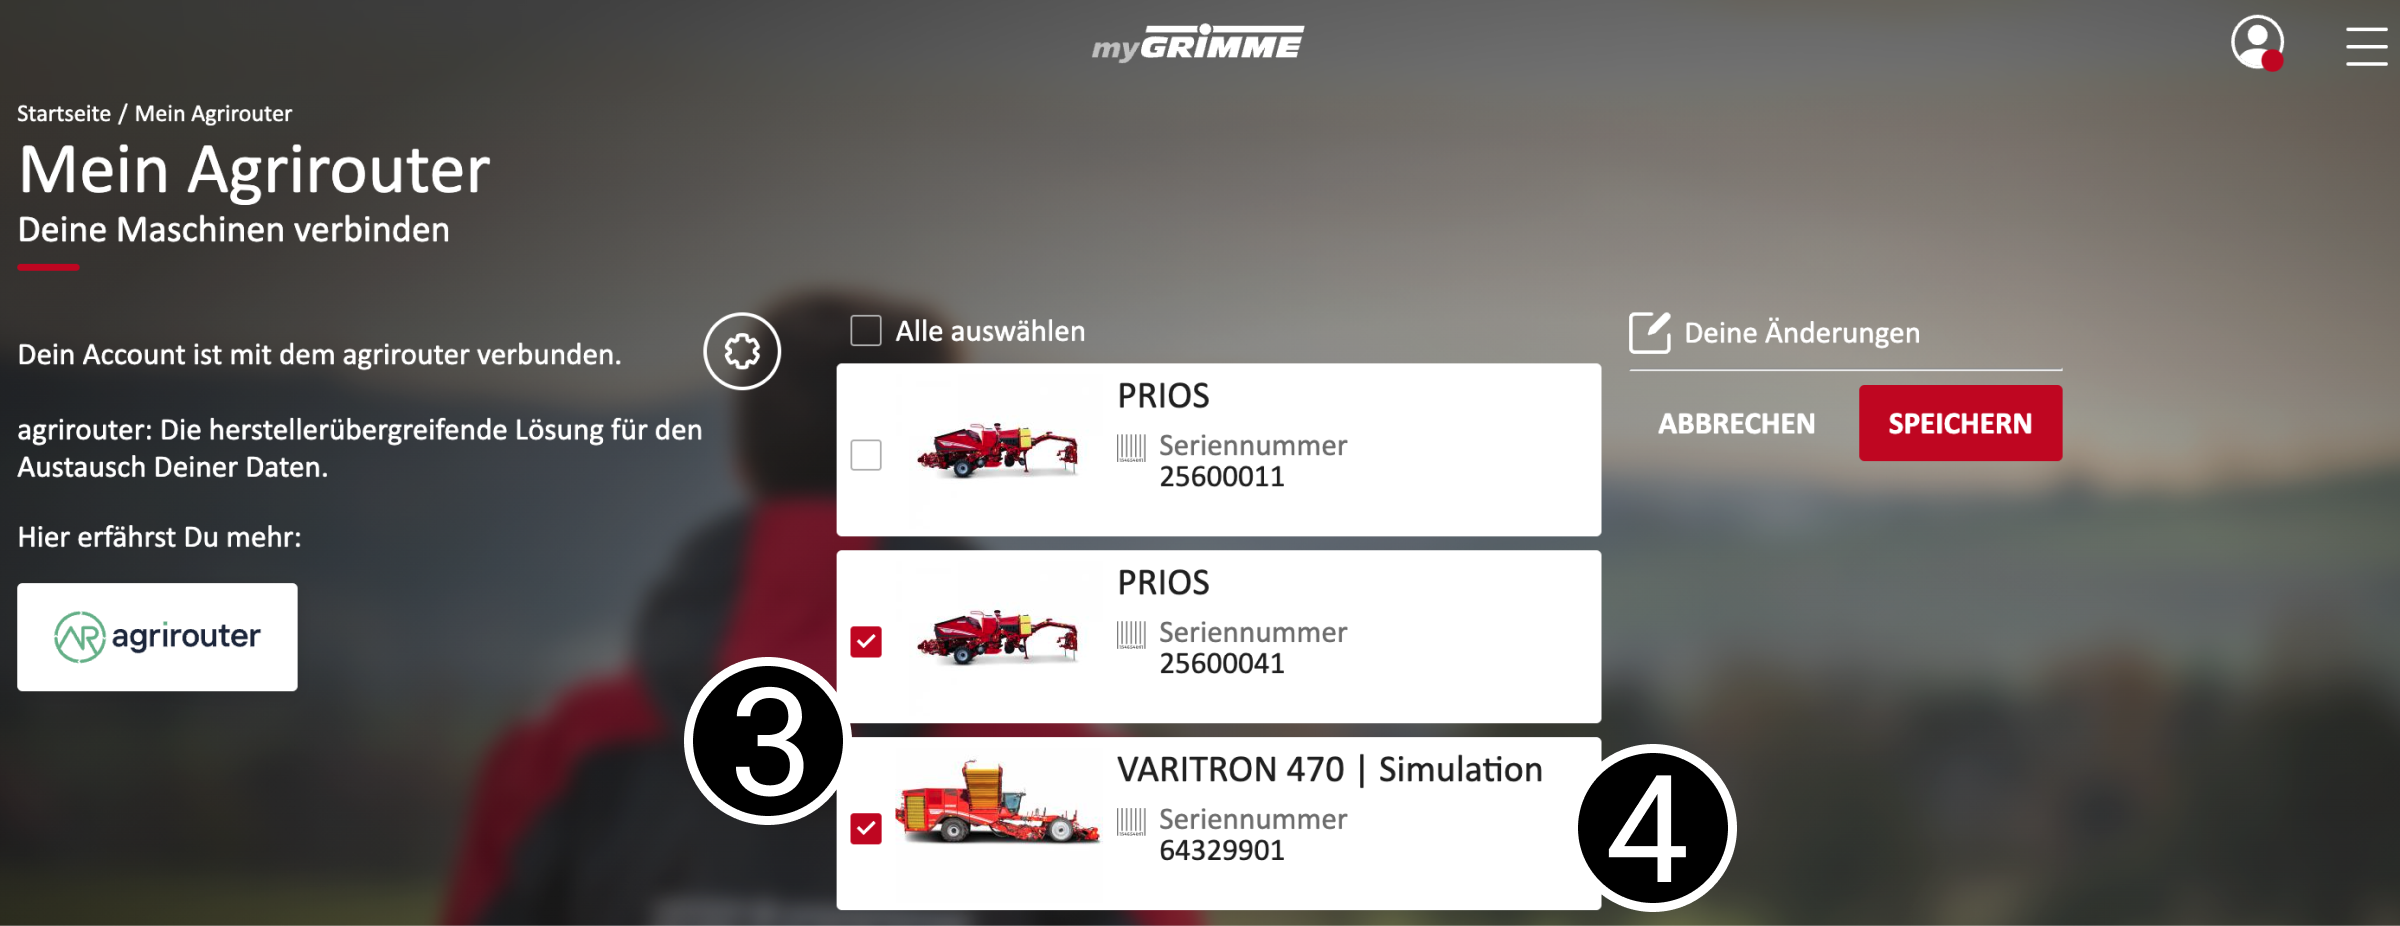 myGRIMME
Startseite / Mein Agrirouter
Mein Agrirouter
Deine Maschinen verbinden
Dein Account ist mit dem agrirouter verbunden.
agrirouter: Die herstellerübergreifende Lösung für den
Austausch Deiner Daten.
Hier erfährst Du mehr:
AR agrirouter
Alle auswählen
PRIOS
Seriennummer
25600011
PRIOS
Seriennummer
25600041
3
VARITRON 470 | Simulation
Seriennummer
64329901
4
Deine Änderungen
ABBRECHEN
SPEICHERN